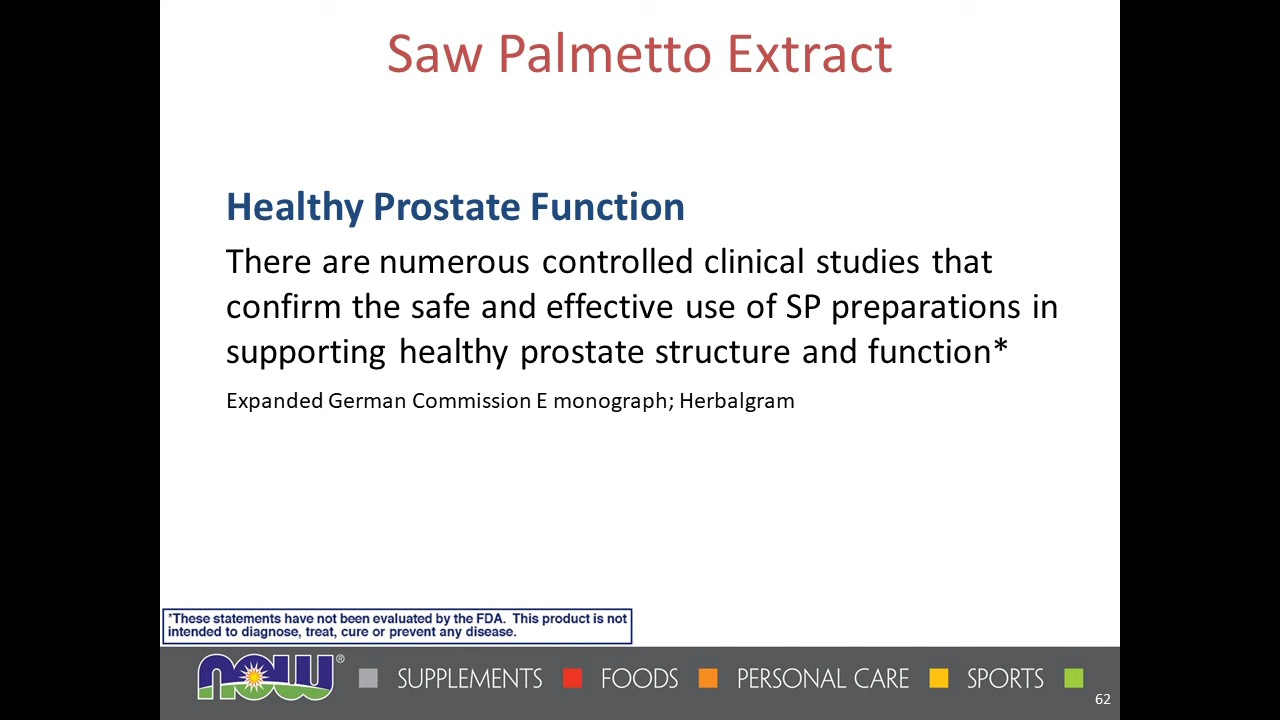 Saw Palmetto Extract
Healthy Prostate Function
There are numerous controlled clinical studies that
confirm the safe and effective use of SP preparations in
supporting healthy prostate structure and function*
Expanded German Commission E monograph; Herbalgram
*These statements have not been evaluated by the FDA. This product is not
intended to diagnose, treat, cure or prevent any disease.
now® SUPPLEMENTS FOODS PERSONAL CARE SPORTS
62